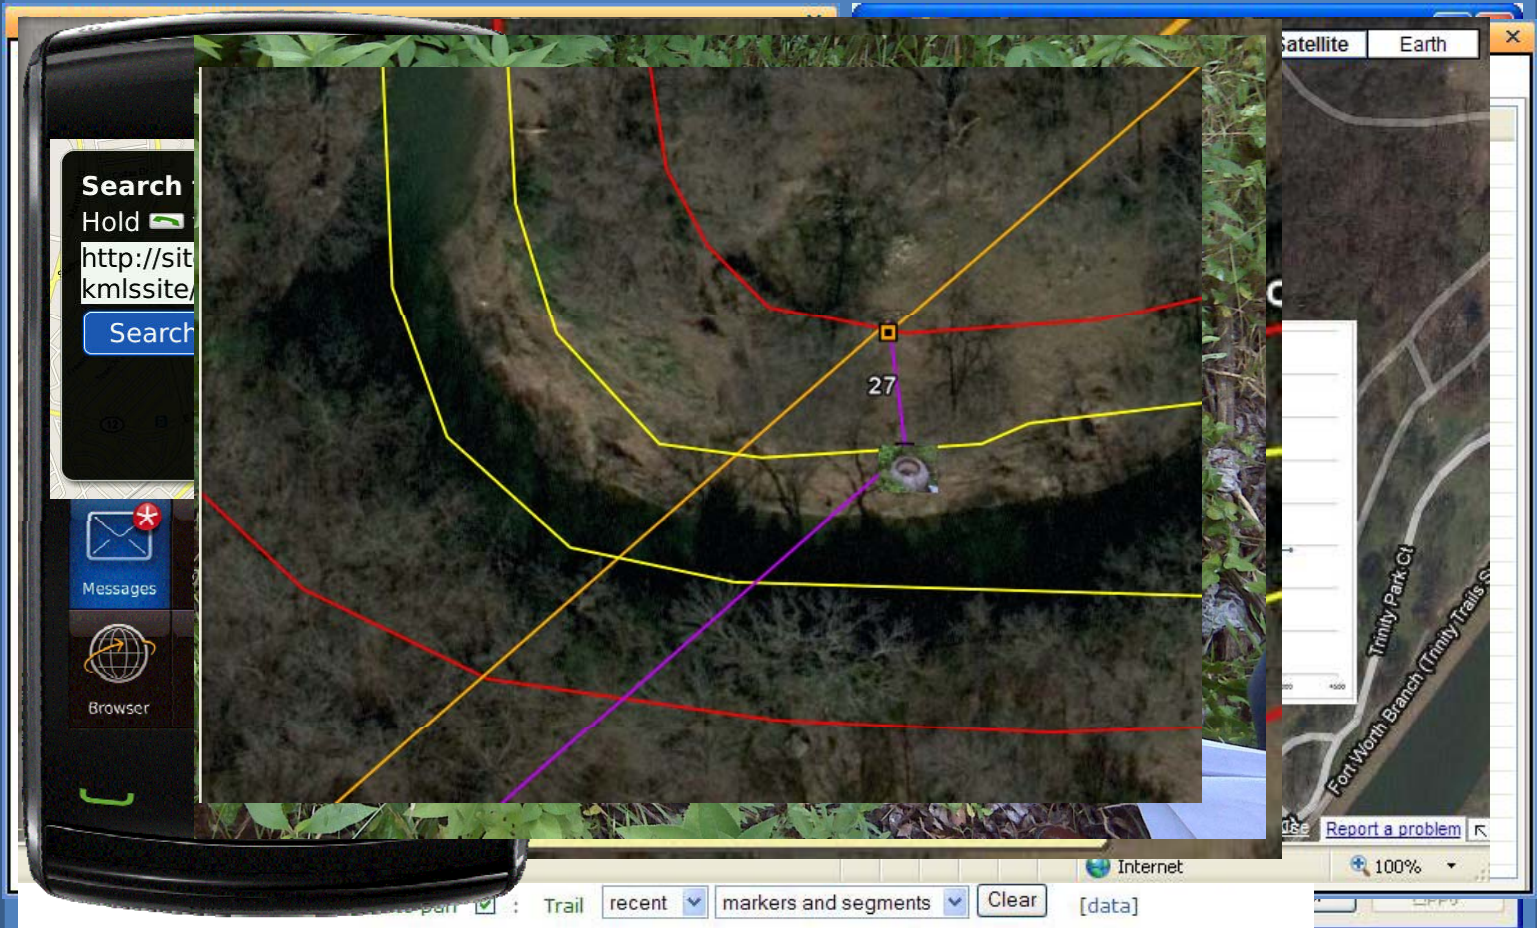 Satellite
Earth
Search
Hold
http://sit
kmlssite/
Search
Messages
Browser
27
Trinity Park Ct
Fort Worth Branch (Trinity Trails S
4500
Report a problem
Internet
100%
: Trail
recent
markers and segments
Clear
[data]